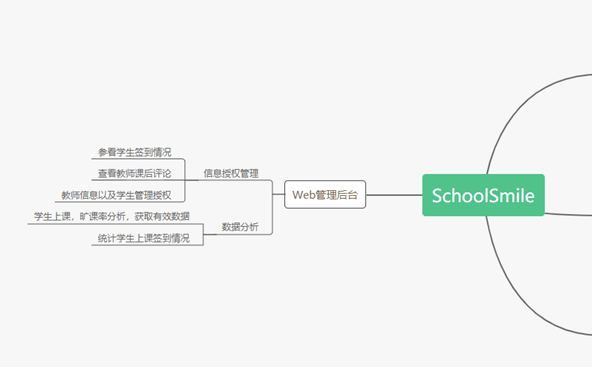 参看学生签到情况
查看教师课后评论
信息授权管理
教师信息以及学生管理授权
Web管理后台
SchoolSmile
学生上课，旷课率分析，获取有效数据
数据分析
统计学生上课签到情况